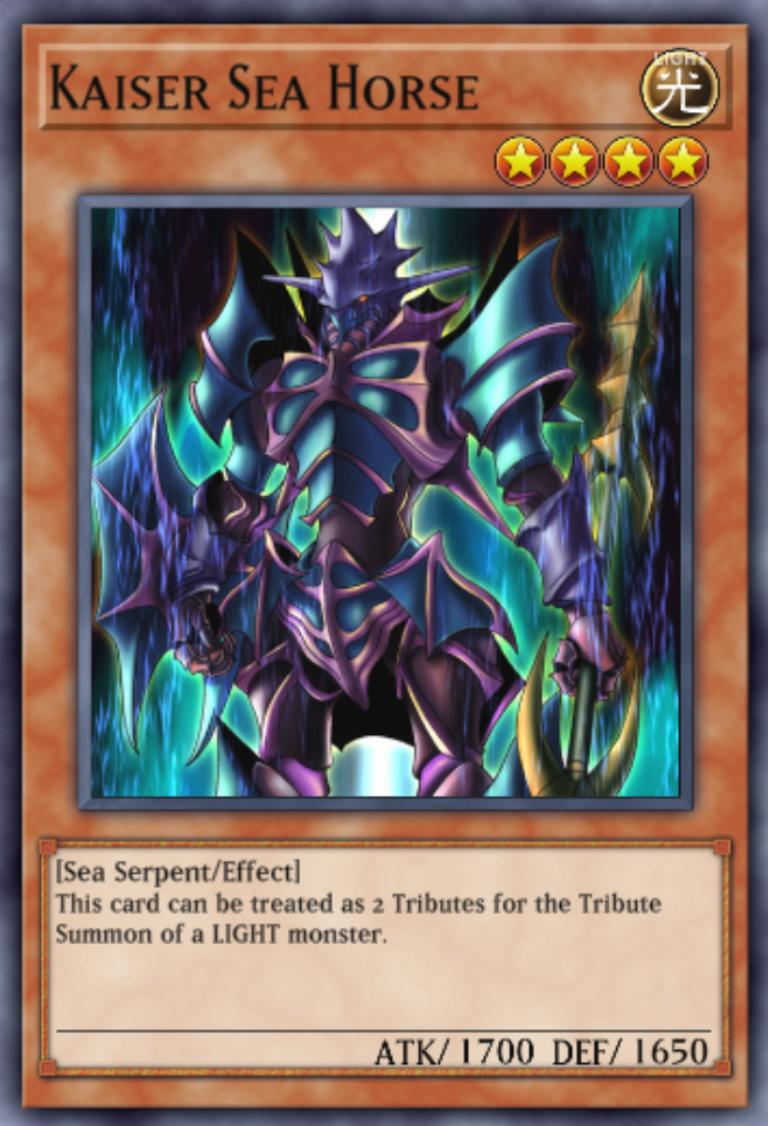 Kaiser Sea Horse
LIGHT
光
[Sea Serpent/Effect]
This card can be treated as 2 Tributes for the Tribute
Summon of a LIGHT monster.
ATK/ 1700 DEF/ 1650